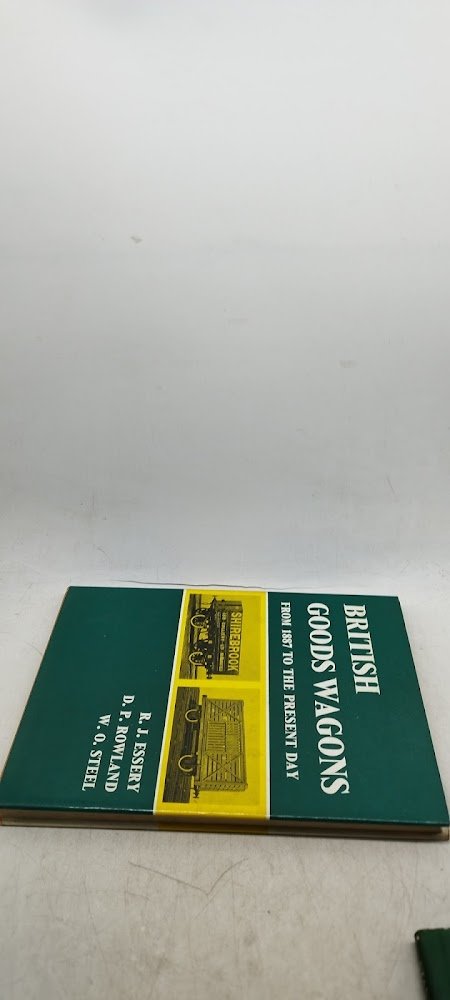 BRITISH
GOODS WAGONS
FROM 1887 TO THE PRESENT DAY
SHIREBROOK
R. J. ESSERY
D. P. ROWLAND
W. O. STEEL